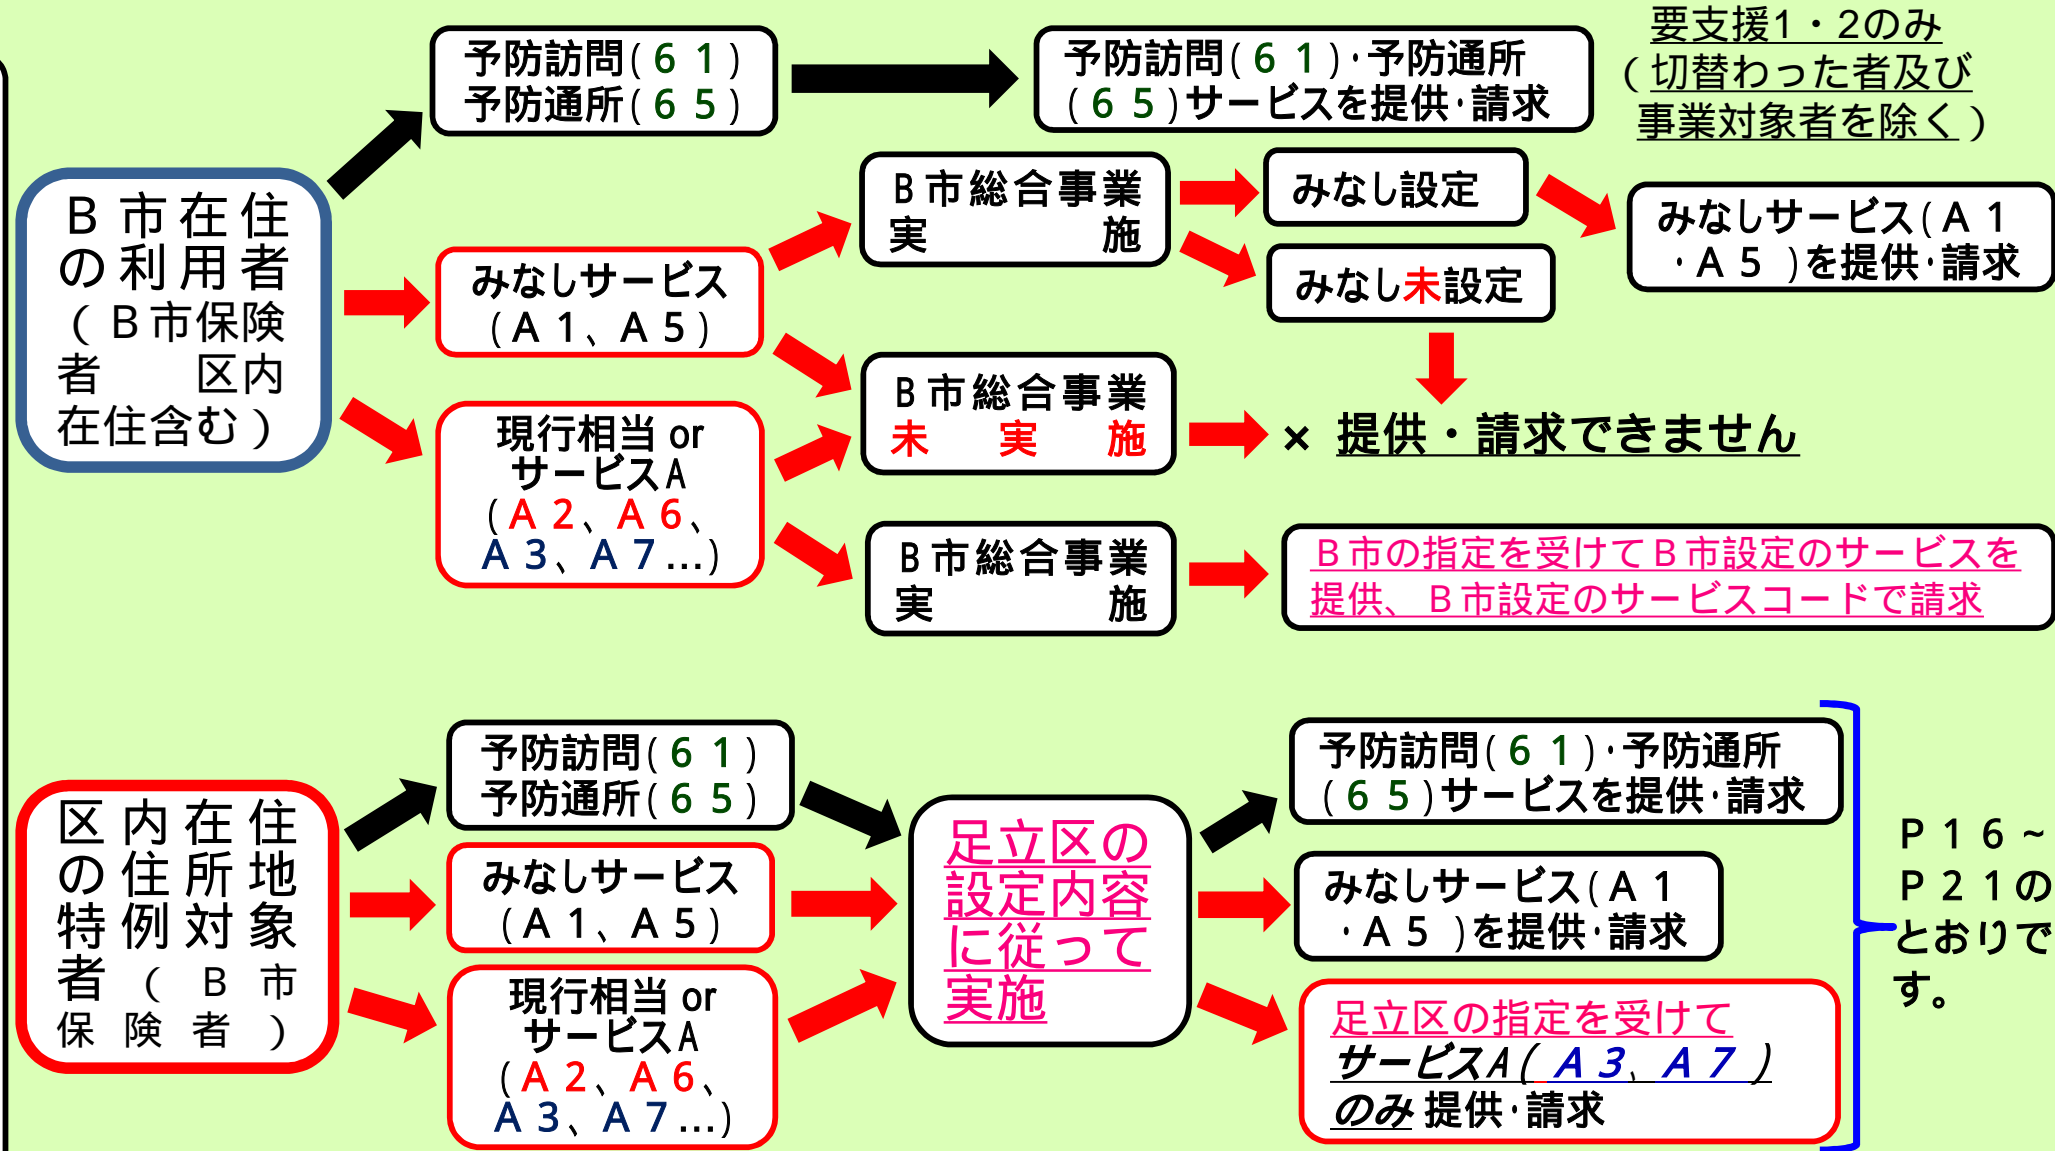 予防訪問(６１)
予防通所(６５)
予防訪問(６１)・予防通所
(６５)サービスを提供・請求
要支援1・2のみ
（切替わった者及び
事業対象者を除く）
Ｂ市在住
の利用者
（Ｂ市保険
者　区内
在住含む）
みなしサービス
(Ａ１、Ａ５)
Ｂ市総合事業
実施
みなし設定
みなし未設定
みなしサービス(Ａ１
・Ａ５)を提供・請求
Ｂ市総合事業
未実施
× 提供・請求できません
現行相当 or
サービスA
(Ａ２、Ａ６、
Ａ３、Ａ７…)
Ｂ市総合事業
実施
Ｂ市の指定を受けてＢ市設定のサービスを
提供、Ｂ市設定のサービスコードで請求
区内在住
の住所地
特例対象
者（Ｂ市
保険者）
予防訪問(６１)
予防通所(６５)
みなしサービス
(Ａ１、Ａ５)
現行相当 or
サービスA
(Ａ２、Ａ６、
Ａ３、Ａ７…)
足立区の
設定内容
に従って
実施
予防訪問(６１)・予防通所
(６５)サービスを提供・請求
みなしサービス(Ａ１
・Ａ５)を提供・請求
足立区の指定を受けて
サービスA(Ａ３、Ａ７)
のみ 提供・請求
Ｐ１６～
Ｐ２１の
とおりで
す。